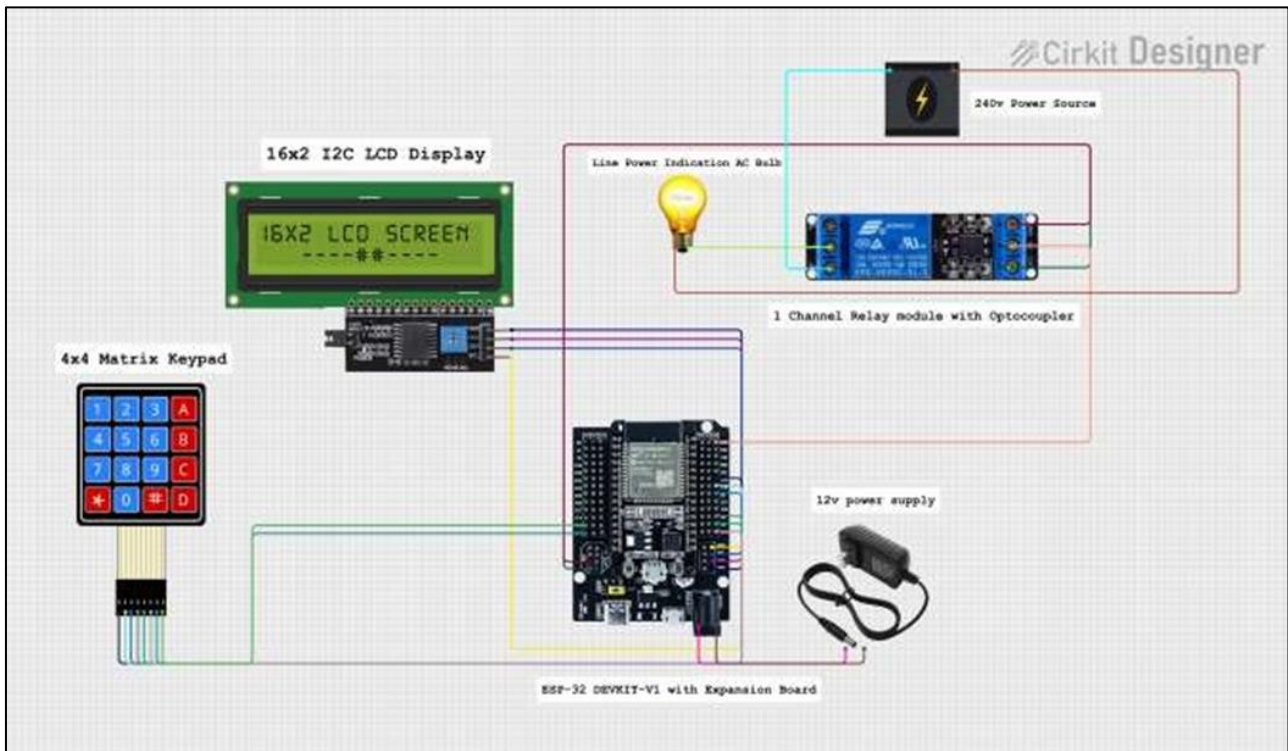 Cirkit Designer
240v Power Source
16x2 I2C LCD Display
Line Power Indication AC Bulb
16X2 LCD SCREEN
----##----
1 Channel Relay module with Optocoupler
4x4 Matrix Keypad
1 2 3 A
4 5 6 B
7 8 9 C
* 0 # D
12v power supply
ESP-32 DEVKIT-V1 with Expansion Board